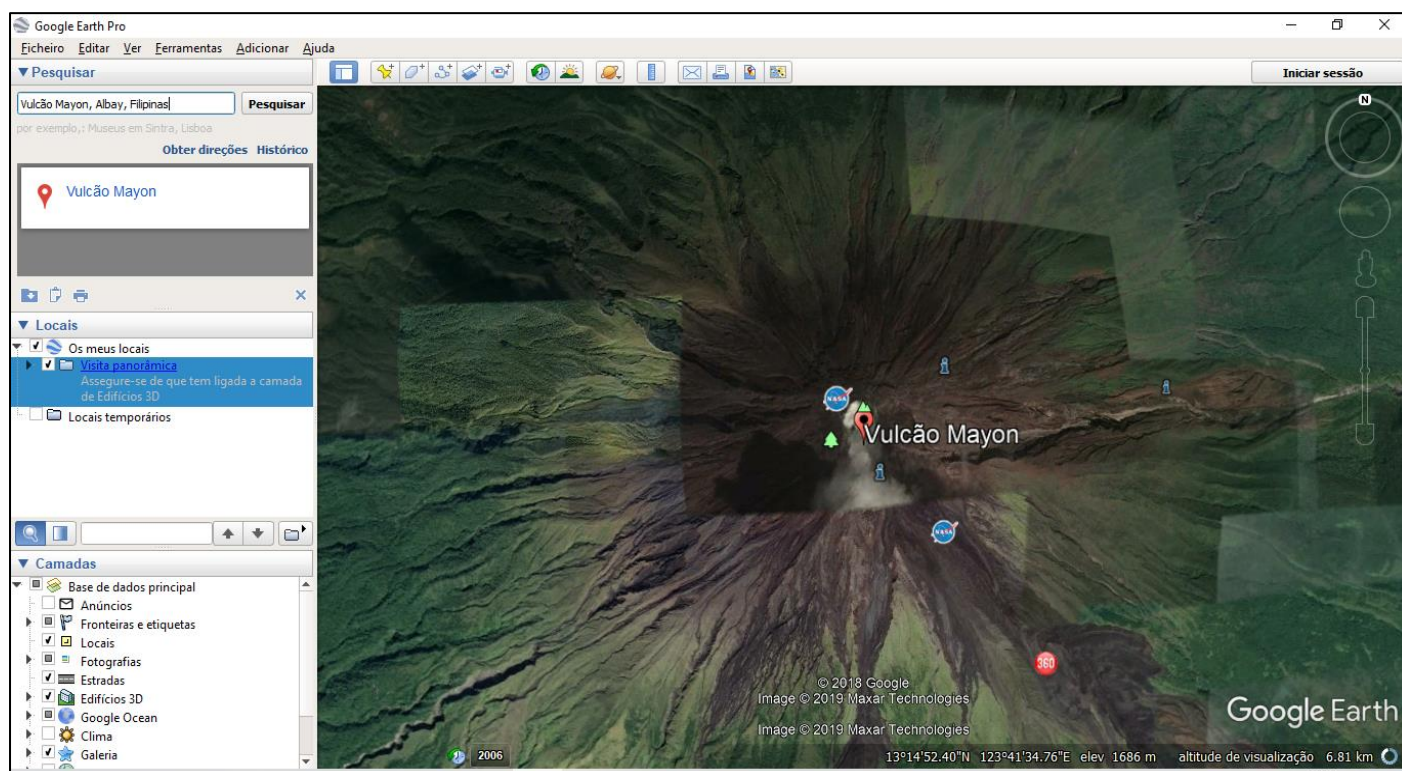 Google Earth Pro
Ficheiro Editar Ver Ferramentas Adicionar Ajuda
Pesquisar
Iniciar sessão
Vulcão Mayon, Albay, Filipinas
Pesquisar
por exemplo,: Museus em Sintra, Lisboa
Obter direções Histórico
Vulcão Mayon
Locais
Os meus locais
Visita panorâmica
Assegure-se de que tem ligada a camada
de Edifícios 3D
Locais temporários
Camadas
Base de dados principal
Anúncios
Fronteiras e etiquetas
Locais
Fotografias
Estradas
Edifícios 3D
Google Ocean
Clima
Galeria
N
NASA
Vulcão Mayon
NASA
360
© 2018 Google
Image © 2019 Maxar Technologies
Image © 2019 Maxar Technologies
Google Earth
2006
13°14'52.40"N 123°41'34.76"E elev 1686 m altitude de visualização 6.81 km